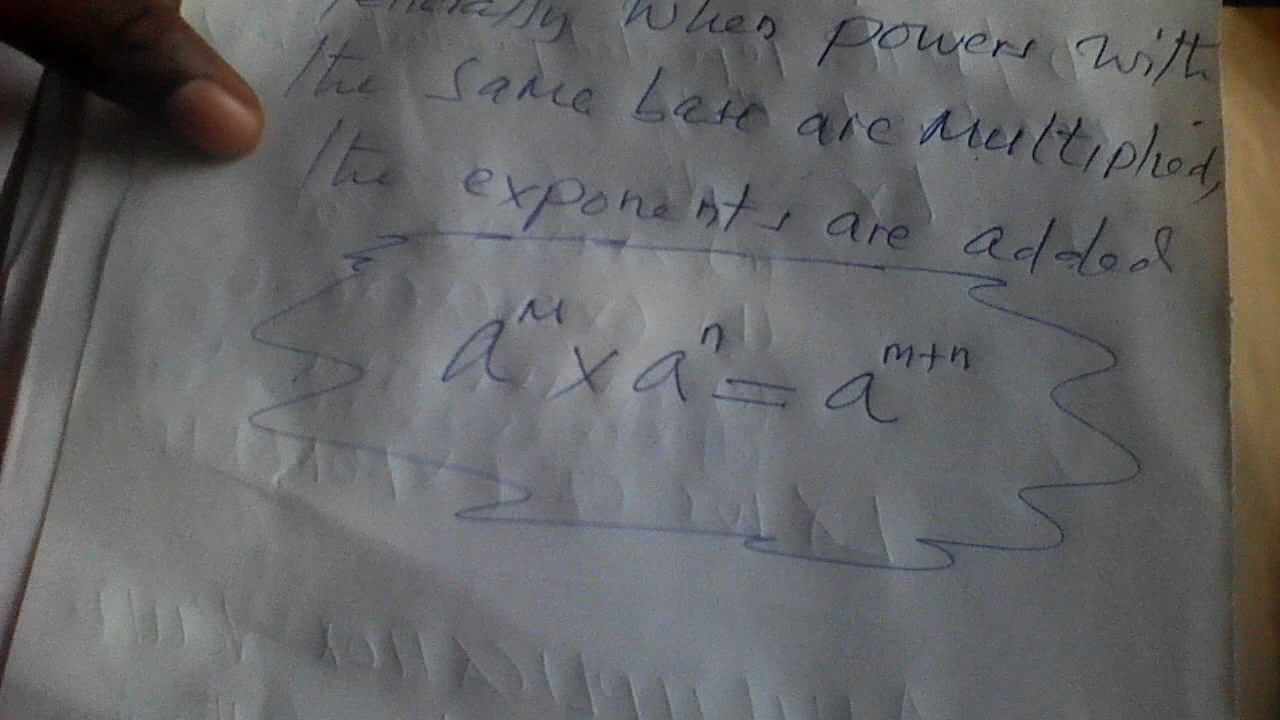 when powers with
the same base are multiplied,
the exponents are added
a^m × a^n = a^{m+n}